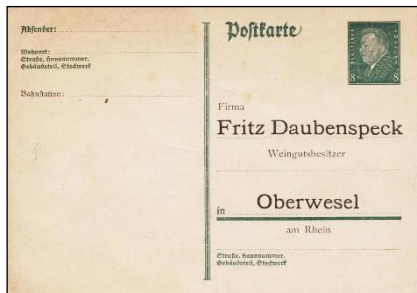 Absender:
Wohnort:
Straße, Hausnummer,
Gebäudeteil, Stockwerk
Bahnstation:
Postkarte
8 8
Firma
Fritz Daubenspeck
Weingutsbesitzer
in Oberwesel
am Rhein
Straße, Hausnummer,
Gebäudeteil, Stockwerk